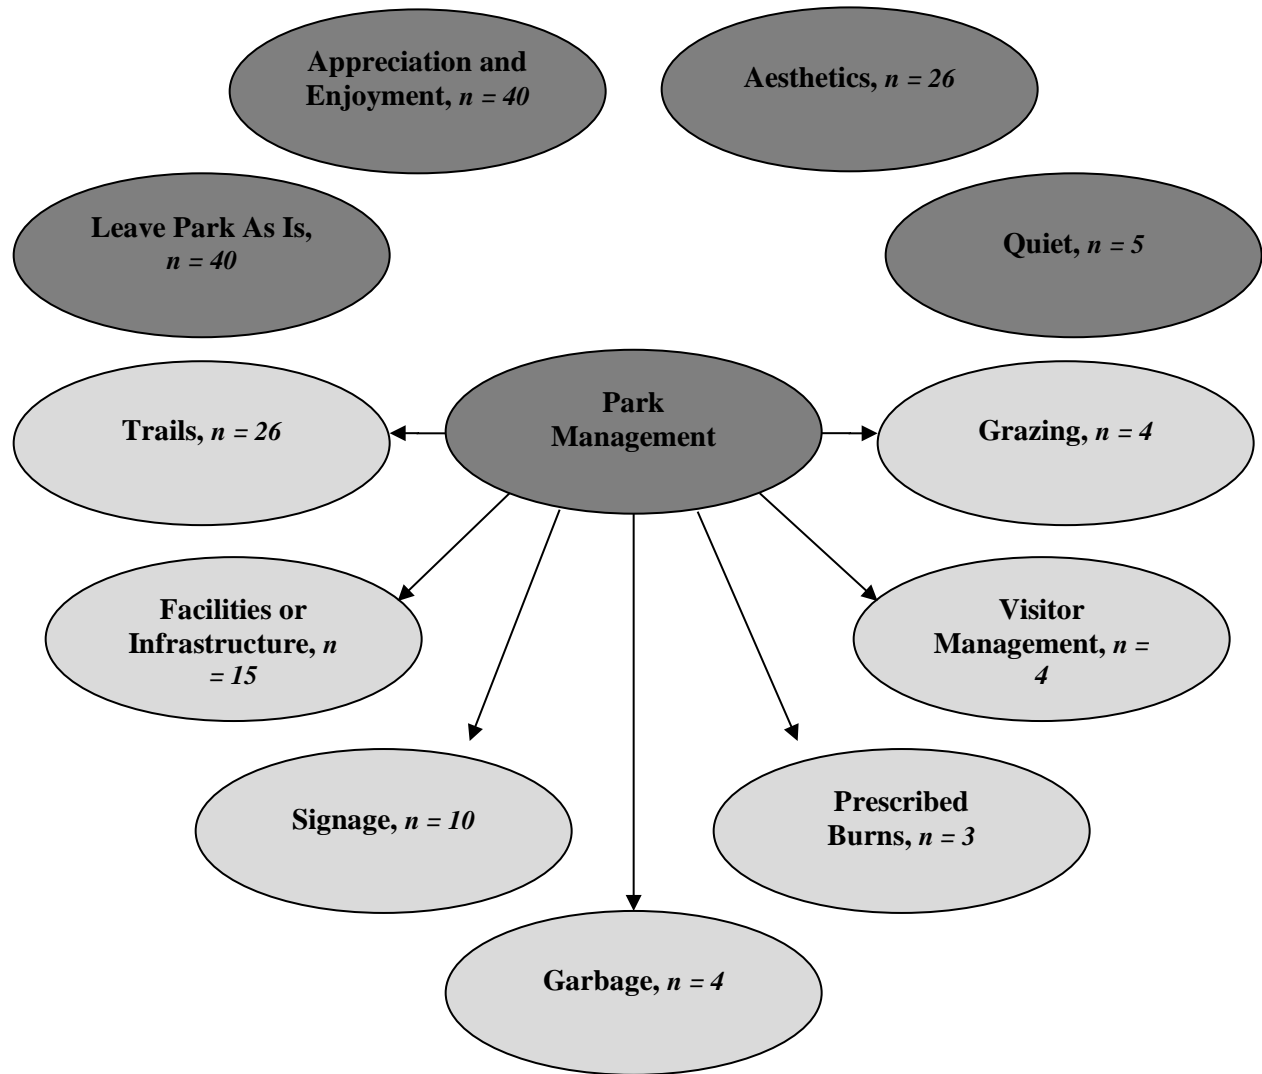 Appreciation and
Enjoyment, n = 40
Aesthetics, n = 26
Leave Park As Is,
n = 40
Quiet, n = 5
Park
Management
Trails, n = 26
Grazing, n = 4
Facilities or
Infrastructure, n
= 15
Visitor
Management, n =
4
Signage, n = 10
Prescribed
Burns, n = 3
Garbage, n = 4